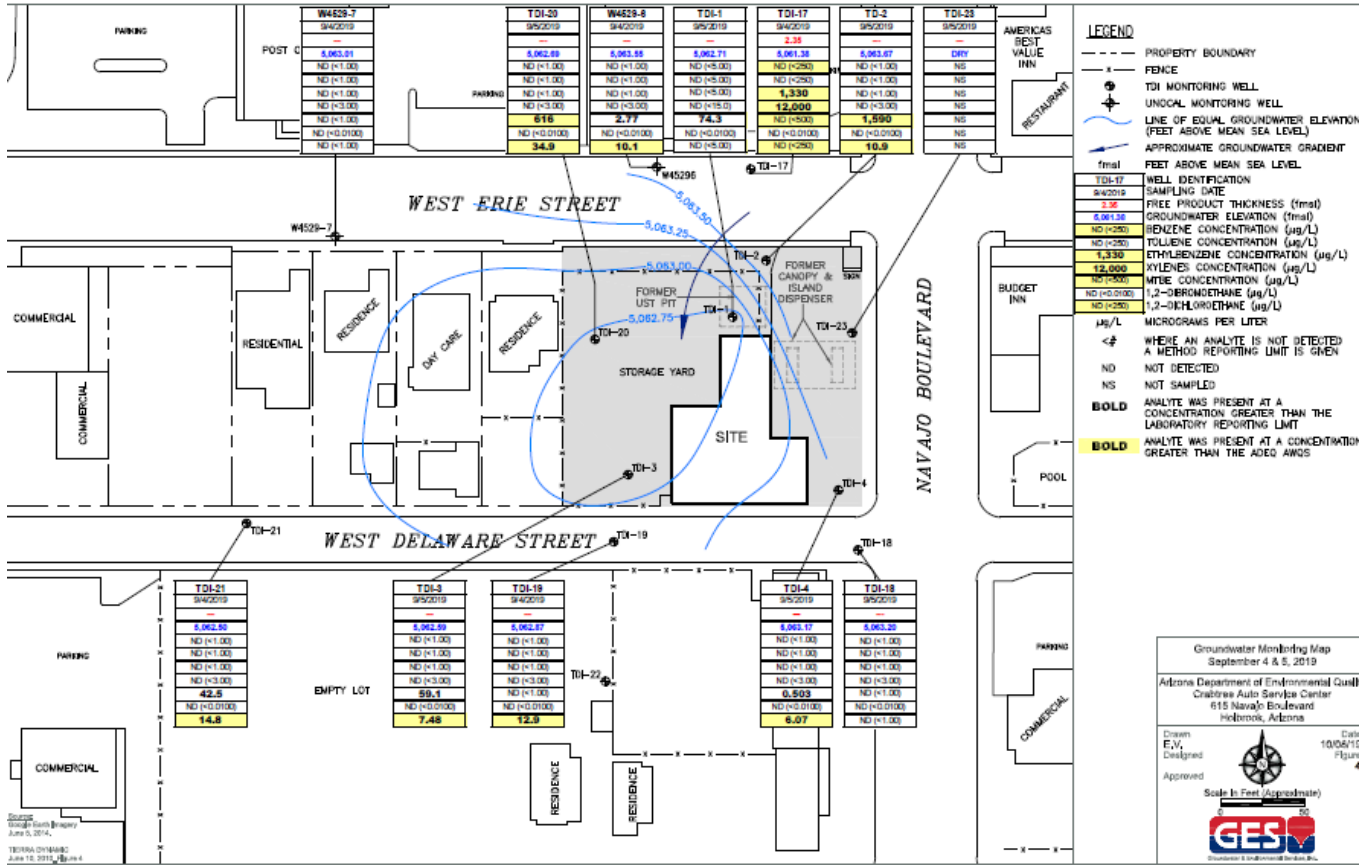 W4529-7
9/4/2019
—
5,063.01
ND (<1.00)
ND (<1.00)
ND (<1.00)
ND (<3.00)
ND (<1.00)
ND (<0.0100)
ND (<1.00)
TDI-20
9/5/2019
—
5,062.69
ND (<1.00)
ND (<1.00)
ND (<1.00)
ND (<3.00)
616
ND (<0.0100)
34.9
W4529-6
9/4/2019
—
5,063.55
ND (<1.00)
ND (<1.00)
ND (<1.00)
ND (<3.00)
2.77
ND (<0.0100)
10.1
TDI-1
9/5/2019
—
5,062.71
ND (<5.00)
ND (<5.00)
ND (<5.00)
ND (<15.0)
74.3
ND (<0.0100)
ND (<5.00)
TDI-17
9/4/2019
2.35
5,061.38
ND (<250)
ND (<250)
1,330
12,000
ND (<500)
ND (<0.0100)
ND (<250)
TD-2
9/5/2019
—
5,063.67
ND (<1.00)
ND (<1.00)
ND (<1.00)
ND (<3.00)
1,590
ND (<0.0100)
10.9
TDI-23
9/5/2019
—
DRY
NS
NS
NS
NS
NS
NS
NS
PARKING
POST
PARKING
AMERICAS
BEST
VALUE
INN
RESTAURANT
W45296
TDI-17
WEST ERIE STREET
W4529-7
5,063.50
5,063.25
5,063.00
5,062.75
TDI-2
FORMER
CANOPY &
ISLAND
DISPENSER
SIGN
FORMER
UST PIT
TDI-1
TDI-20
TDI-23
COMMERCIAL
COMMERCIAL
RESIDENTIAL
RESIDENCE
DAY CARE
RESIDENCE
STORAGE YARD
SITE
NAVAJO BOULEVARD
BUDGET
INN
POOL
TDI-3
TDI-4
TDI-21
WEST DELAWARE STREET
TDI-19
TDI-18
TDI-21
9/4/2019
—
5,062.50
ND (<1.00)
ND (<1.00)
ND (<1.00)
ND (<3.00)
42.5
ND (<0.0100)
14.8
TDI-3
9/5/2019
—
5,062.59
ND (<1.00)
ND (<1.00)
ND (<1.00)
ND (<3.00)
59.1
ND (<0.0100)
7.48
TDI-19
9/4/2019
—
5,062.87
ND (<1.00)
ND (<1.00)
ND (<1.00)
ND (<3.00)
ND (<1.00)
ND (<0.0100)
12.9
TDI-4
9/5/2019
—
5,063.17
ND (<1.00)
ND (<1.00)
ND (<1.00)
ND (<3.00)
0.503
ND (<0.0100)
6.07
TDI-18
9/5/2019
—
5,063.20
ND (<1.00)
ND (<1.00)
ND (<1.00)
ND (<3.00)
ND (<1.00)
ND (<0.0100)
ND (<1.00)
PARKING
EMPTY LOT
TDI-22
COMMERCIAL
RESIDENCE
RESIDENCE
PARKING
COMMERCIAL
Source:
Google Earth Imagery
June 5, 2014.
TIERRA DYNAMIC
LEGEND
PROPERTY BOUNDARY
FENCE
TDI MONITORING WELL
UNOCAL MONITORING WELL
LINE OF EQUAL GROUNDWATER ELEVATION
(FEET ABOVE MEAN SEA LEVEL)
APPROXIMATE GROUNDWATER GRADIENT
fmsl FEET ABOVE MEAN SEA LEVEL
TDI-17 WELL IDENTIFICATION
9/4/2019 SAMPLING DATE
2.35 FREE PRODUCT THICKNESS (fmsl)
5,061.38 GROUNDWATER ELEVATION (fmsl)
ND (<250) BENZENE CONCENTRATION (µg/L)
ND (<250) TOLUENE CONCENTRATION (µg/L)
1,330 ETHYLBENZENE CONCENTRATION (µg/L)
12,000 XYLENES CONCENTRATION (µg/L)
ND (<500) MTBE CONCENTRATION (µg/L)
ND (<0.0100) 1,2-DIBROMOETHANE (µg/L)
ND (<250) 1,2-DICHLOROETHANE (µg/L)
µg/L MICROGRAMS PER LITER
<# WHERE AN ANALYTE IS NOT DETECTED
A METHOD REPORTING LIMIT IS GIVEN
ND NOT DETECTED
NS NOT SAMPLED
BOLD ANALYTE WAS PRESENT AT A
CONCENTRATION GREATER THAN THE
LABORATORY REPORTING LIMIT
BOLD ANALYTE WAS PRESENT AT A CONCENTRATION
GREATER THAN THE ADEQ AWQS
Groundwater Monitoring Map
September 4 & 5, 2019
Arizona Department of Environmental Quali
Crabtree Auto Service Center
615 Navajo Boulevard
Holbrook, Arizona
Drawn
E.V.
Designed
Approved
Date
Figure
N
Scale In Feet (Approximate)
0 50
GES
Groundwater & Environmental Services, Inc.